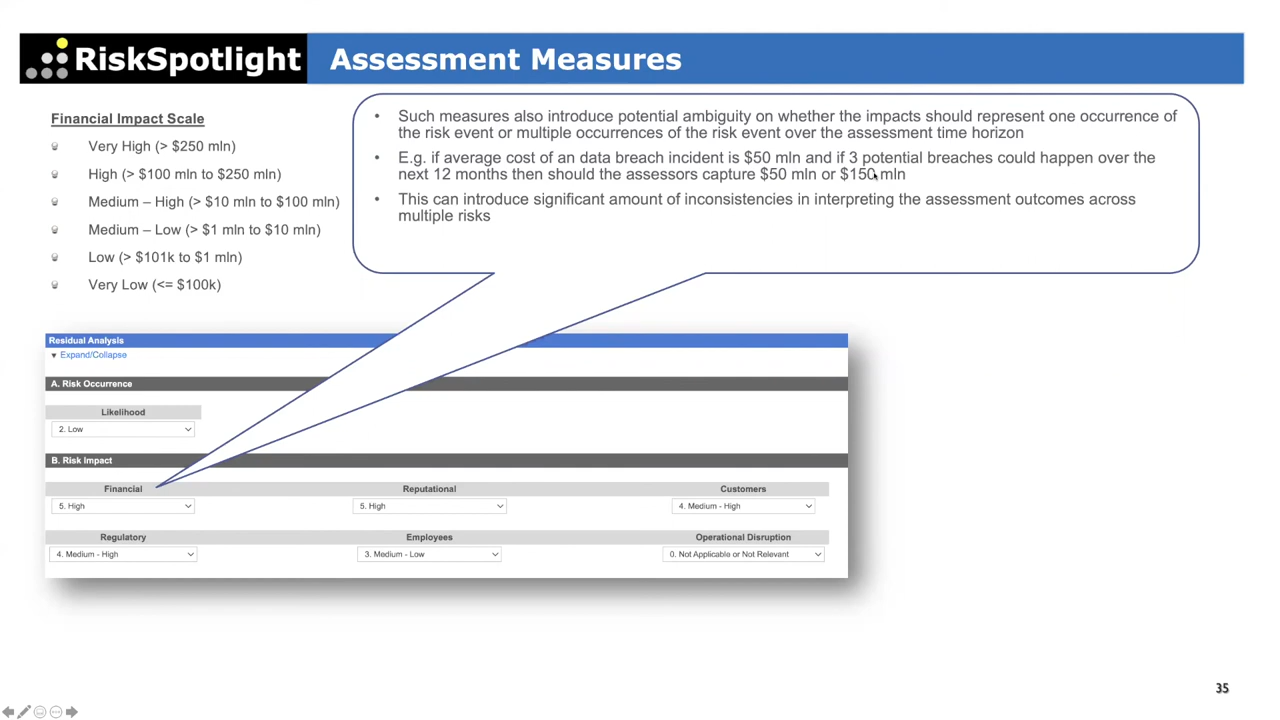 RiskSpotlight
Assessment Measures
Financial Impact Scale
Very High (> $250 mln)
High (> $100 mln to $250 mln)
Medium – High (> $10 mln to $100 mln)
Medium – Low (> $1 mln to $10 mln)
Low (> $101k to $1 mln)
Very Low (<= $100k)
• Such measures also introduce potential ambiguity on whether the impacts should represent one occurrence of
the risk event or multiple occurrences of the risk event over the assessment time horizon
• E.g. if average cost of an data breach incident is $50 mln and if 3 potential breaches could happen over the
next 12 months then should the assessors capture $50 mln or $150 mln
• This can introduce significant amount of inconsistencies in interpreting the assessment outcomes across
multiple risks
Residual Analysis
Expand/Collapse
A. Risk Occurrence
Likelihood
2. Low
B. Risk Impact
Financial Reputational Customers
5. High 5. High 4. Medium - High
Regulatory Employees Operational Disruption
4. Medium - High 3. Medium - Low 0. Not Applicable or Not Relevant
35